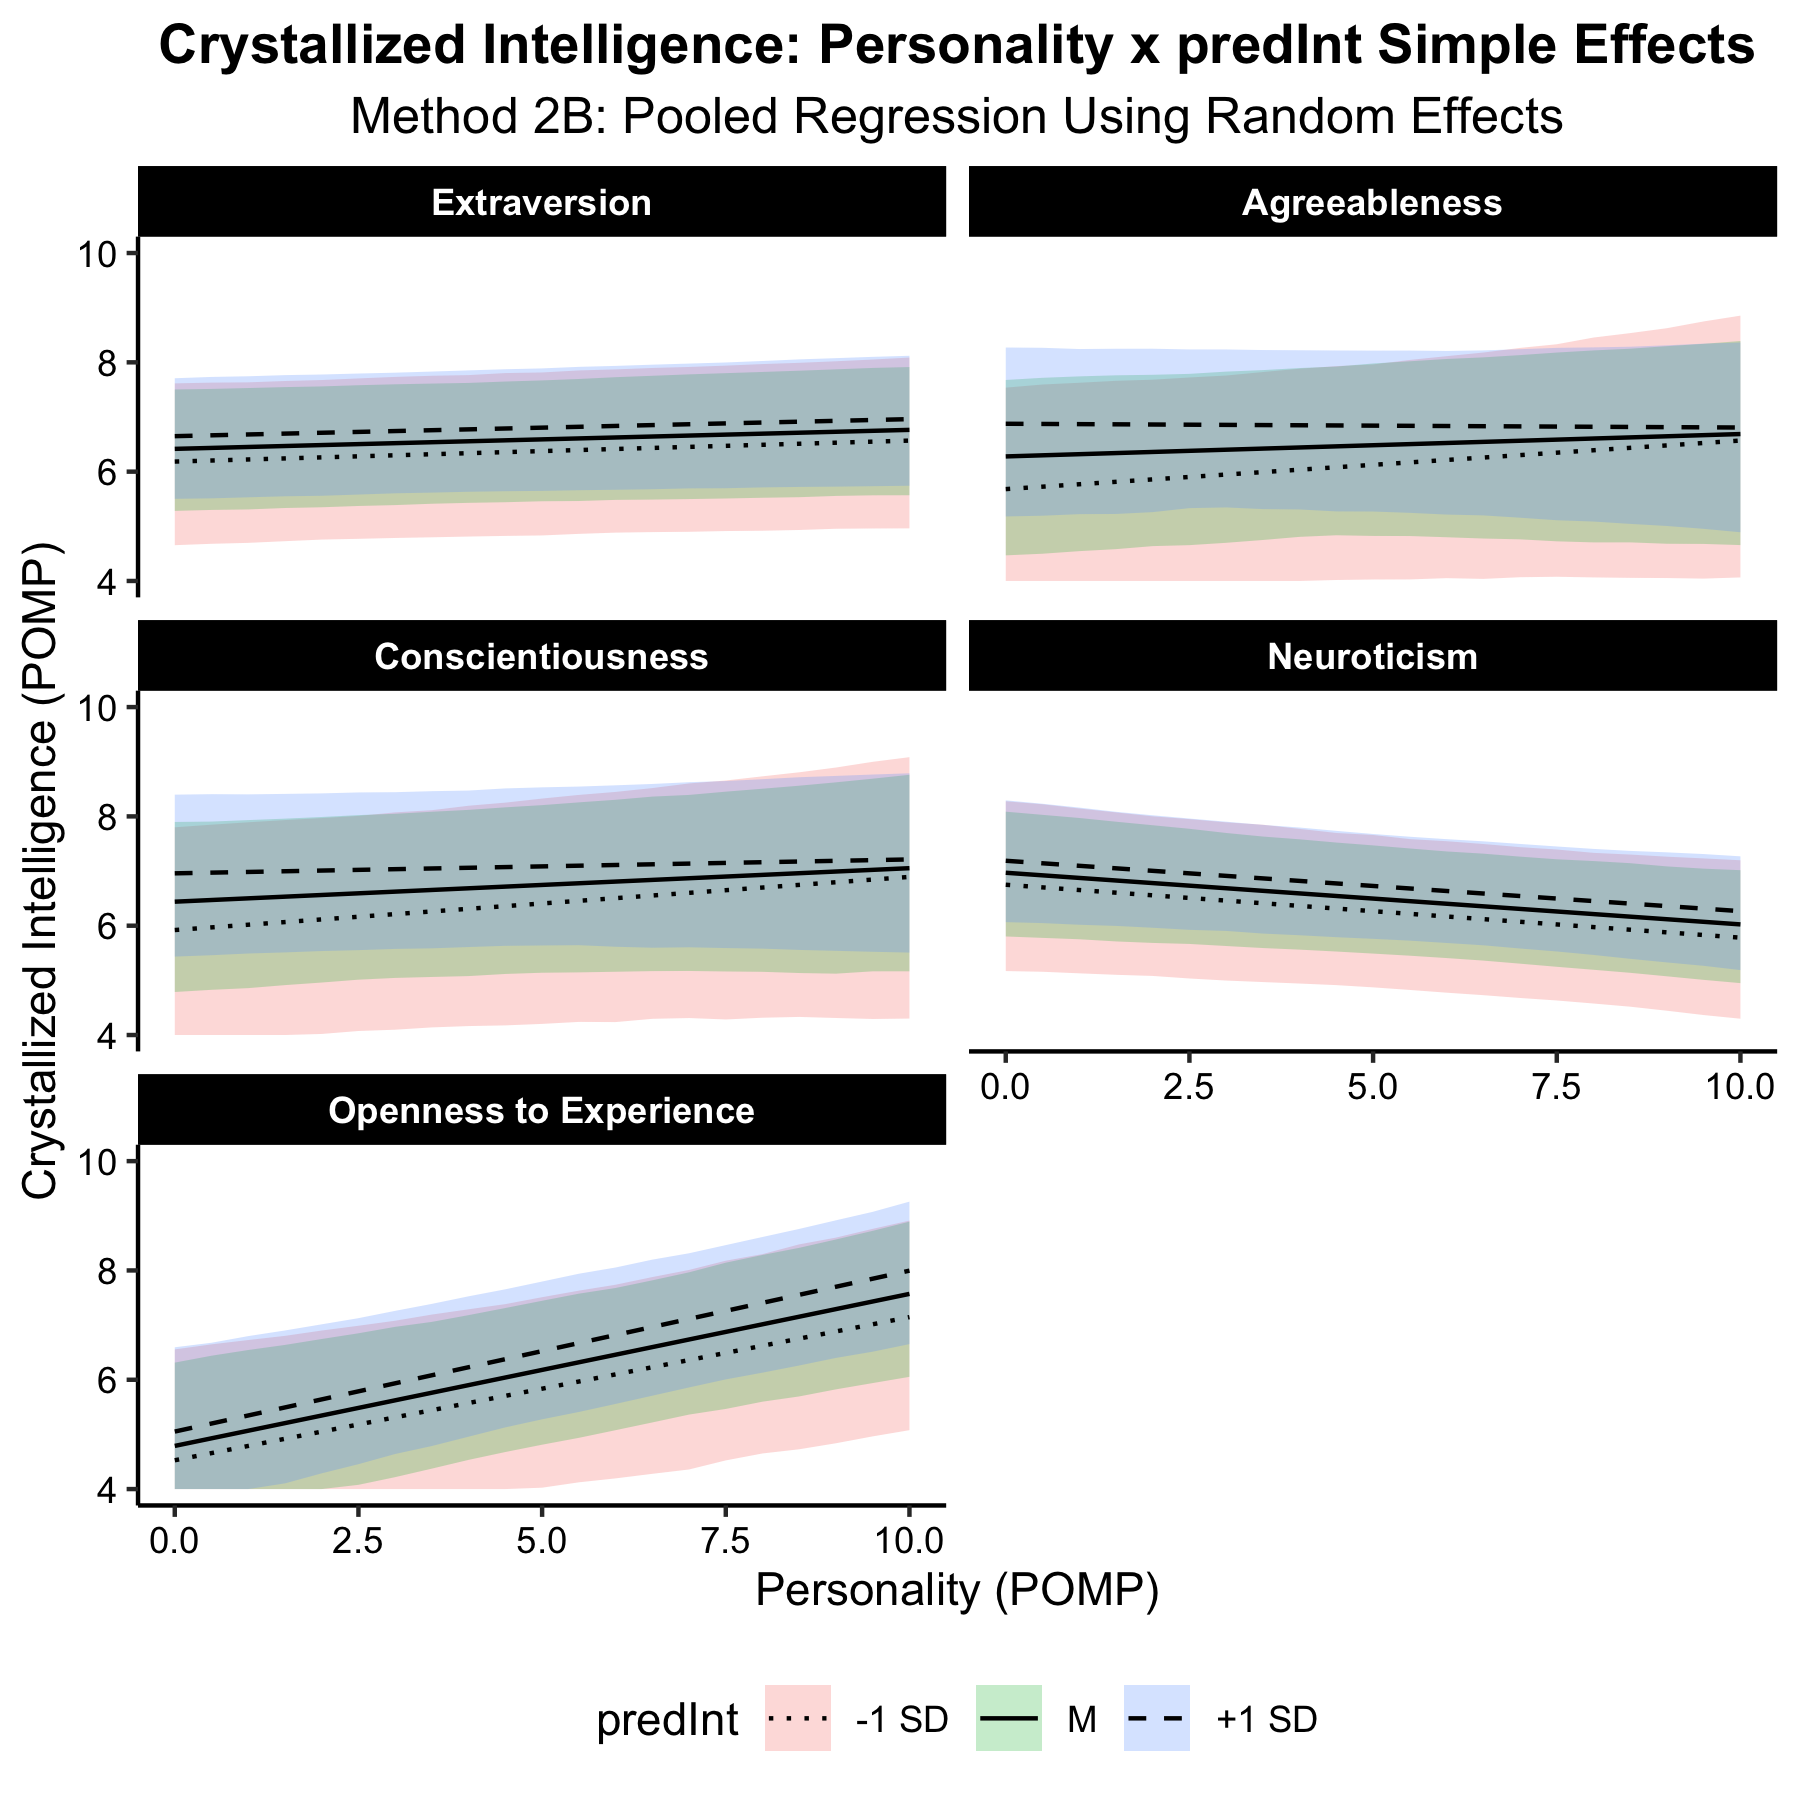 Crystallized Intelligence: Personality x predInt Simple Effects
Method 2B: Pooled Regression Using Random Effects
Extraversion
Agreeableness
10
8
6
4
Conscientiousness
Neuroticism
10
8
6
4
0.0 2.5 5.0 7.5 10.0
Openness to Experience
10
8
6
4
0.0 2.5 5.0 7.5 10.0
Crystallized Intelligence (POMP)
Personality (POMP)
predInt -1 SD M +1 SD